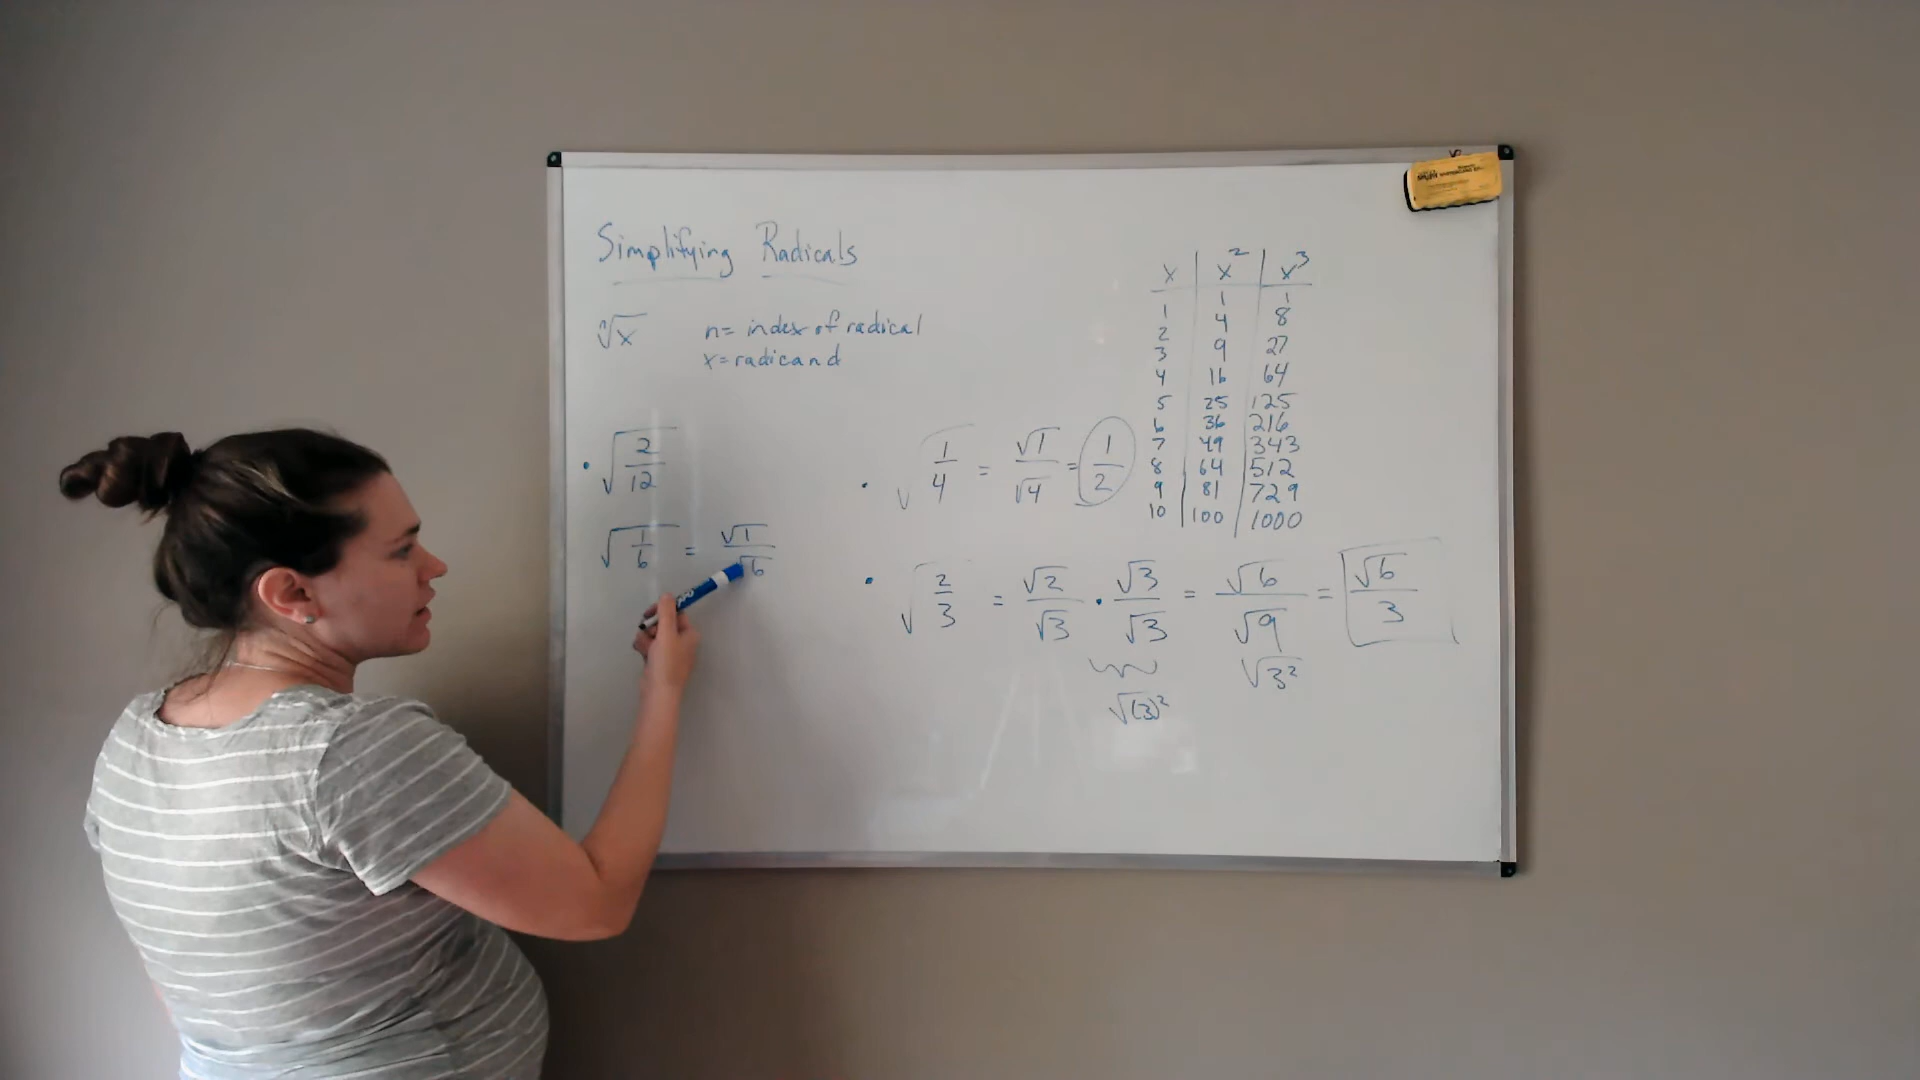 Simplifying Radicals
ⁿ√x n= index of radical
x=radicand
x | x² | x³
1 | 1 | 1
2 | 4 | 8
3 | 9 | 27
4 | 16 | 64
5 | 25 | 125
6 | 36 | 216
7 | 49 | 343
8 | 64 | 512
9 | 81 | 729
10 | 100 | 1000
• √(2/12)
√(1/6) = √1/√6
• √(1/4) = √1/√4 = 1/2
• √(2/3) = √2/√3 • √3/√3 = √6/√9 = √6/3
√(3)²
√3²